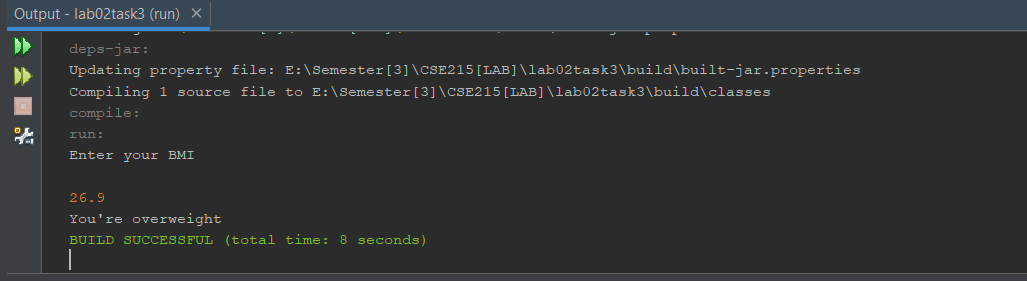 Output - lab02task3 (run) ×
deps-jar:
Updating property file: E:\Semester[3]\CSE215[LAB]\lab02task3\build\built-jar.properties
Compiling 1 source file to E:\Semester[3]\CSE215[LAB]\lab02task3\build\classes
compile:
run:
Enter your BMI
26.9
You're overweight
BUILD SUCCESSFUL (total time: 8 seconds)